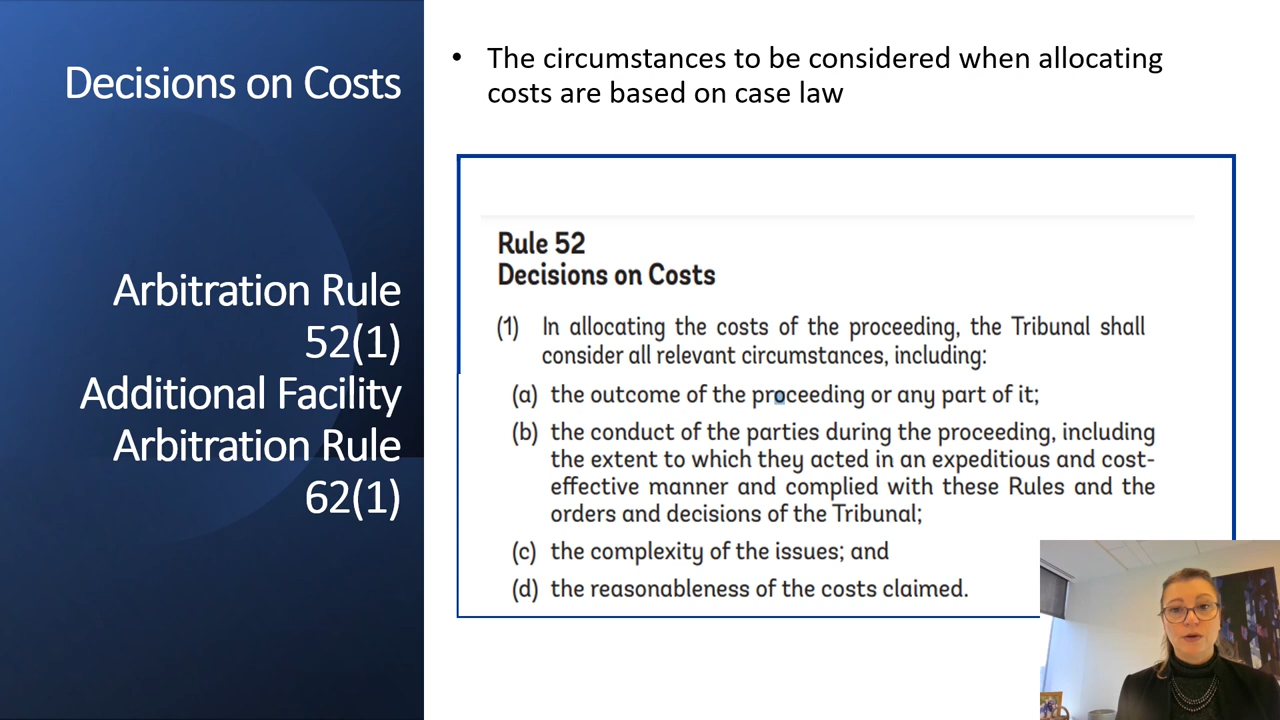 Decisions on Costs
Arbitration Rule
52(1)
Additional Facility
Arbitration Rule
62(1)
• The circumstances to be considered when allocating
costs are based on case law
Rule 52
Decisions on Costs
(1) In allocating the costs of the proceeding, the Tribunal shall
consider all relevant circumstances, including:
(a) the outcome of the proceeding or any part of it;
(b) the conduct of the parties during the proceeding, including
the extent to which they acted in an expeditious and cost-
effective manner and complied with these Rules and the
orders and decisions of the Tribunal;
(c) the complexity of the issues; and
(d) the reasonableness of the costs claimed.